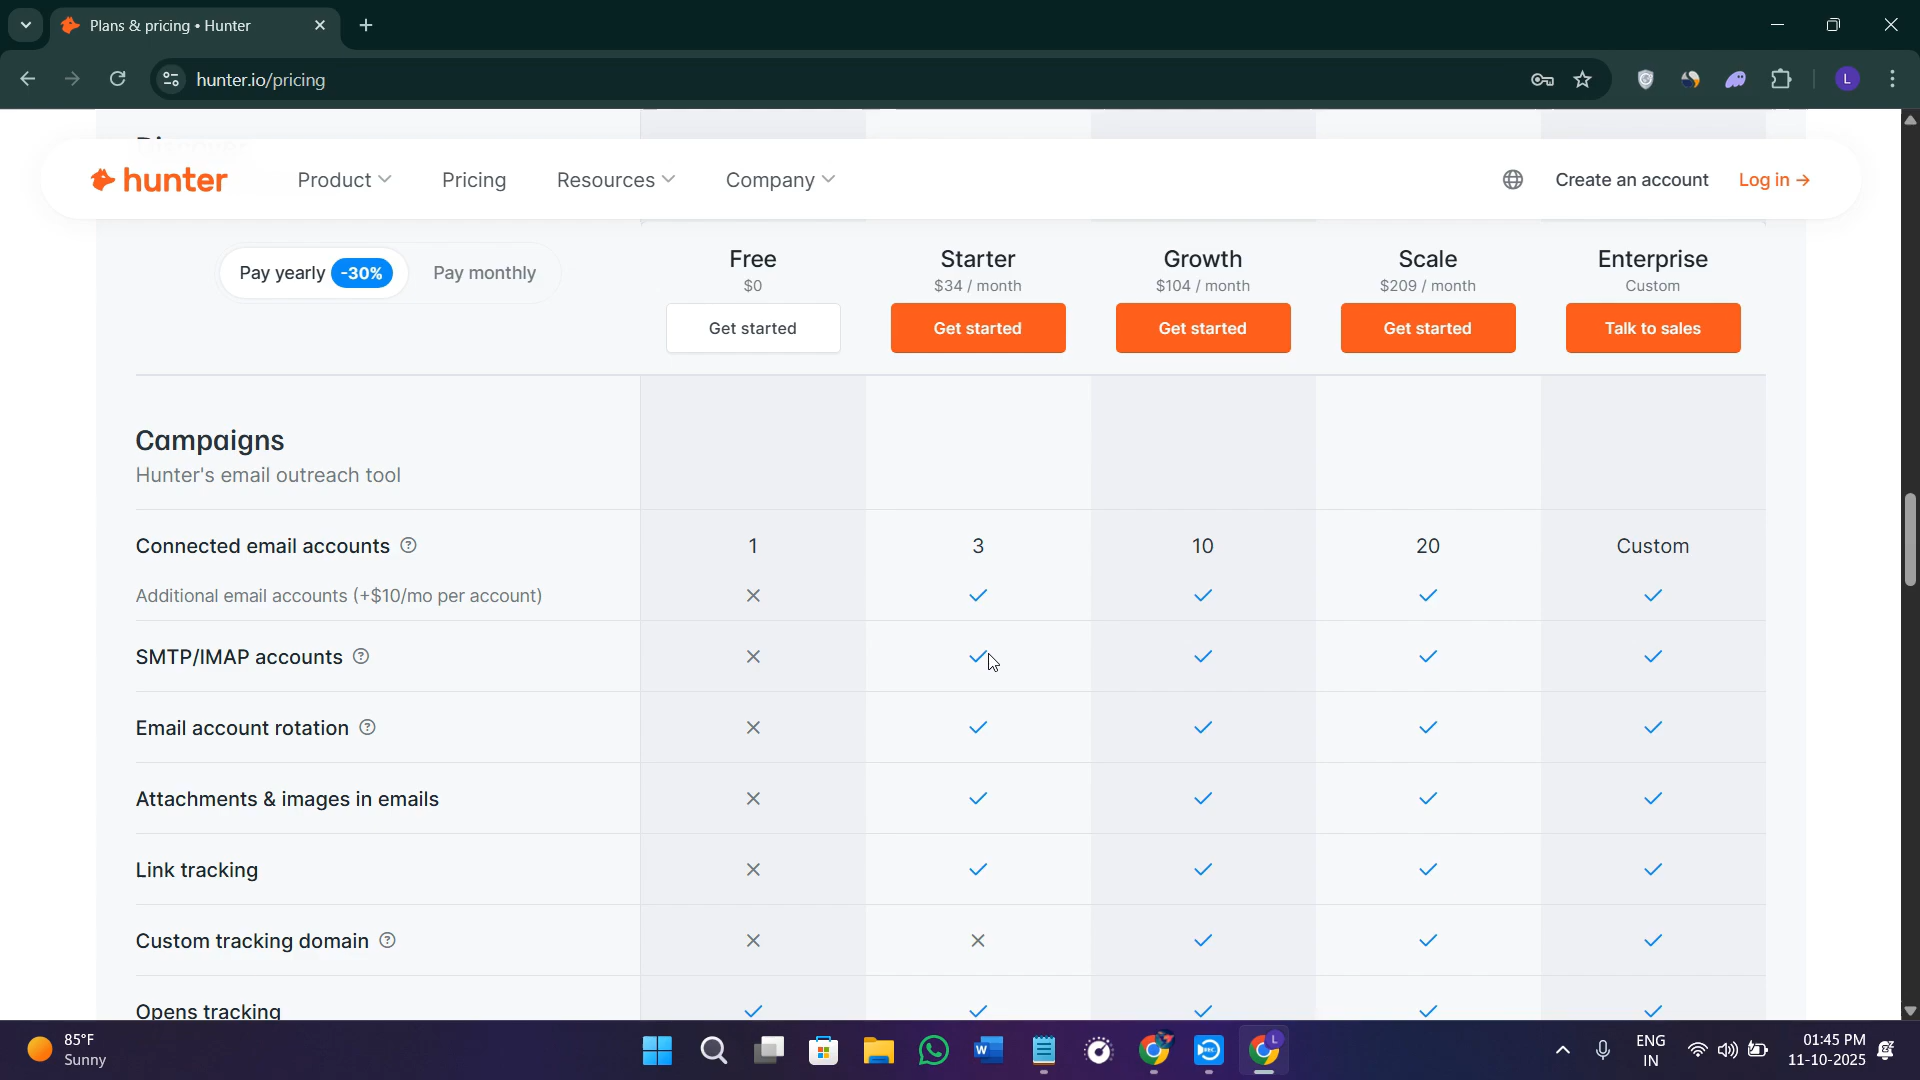 Plans & pricing • Hunter
hunter.io/pricing
L
Discover
hunter
Product
Pricing
Resources
Company
Create an account
Log in →
Pay yearly -30%
Pay monthly
Free
$0
Get started
Starter
$34 / month
Get started
Growth
$104 / month
Get started
Scale
$209 / month
Get started
Enterprise
Custom
Talk to sales
Campaigns
Hunter's email outreach tool
Connected email accounts ? 1 3 10 20 Custom
Additional email accounts (+$10/mo per account)
SMTP/IMAP accounts ?
Email account rotation ?
Attachments & images in emails
Link tracking
Custom tracking domain ?
Opens tracking
85°F
Sunny
W
L
ENG
IN
01:45 PM
11-10-2025